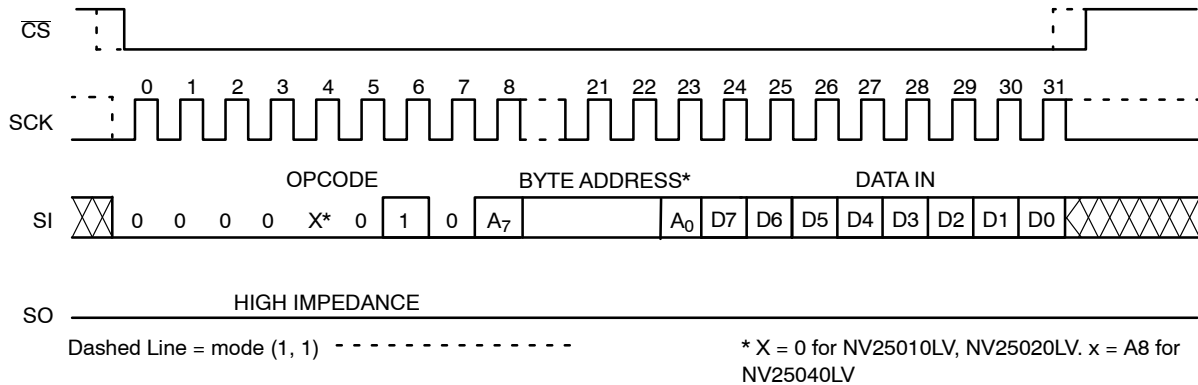 CS
0 1 2 3 4 5 6 7 8 21 22 23 24 25 26 27 28 29 30 31
SCK
OPCODE BYTE ADDRESS* DATA IN
SI 0 0 0 0 X* 0 1 0 A7 A0 D7 D6 D5 D4 D3 D2 D1 D0
HIGH IMPEDANCE
SO
Dashed Line = mode (1, 1)
* X = 0 for NV25010LV, NV25020LV. x = A8 for
NV25040LV